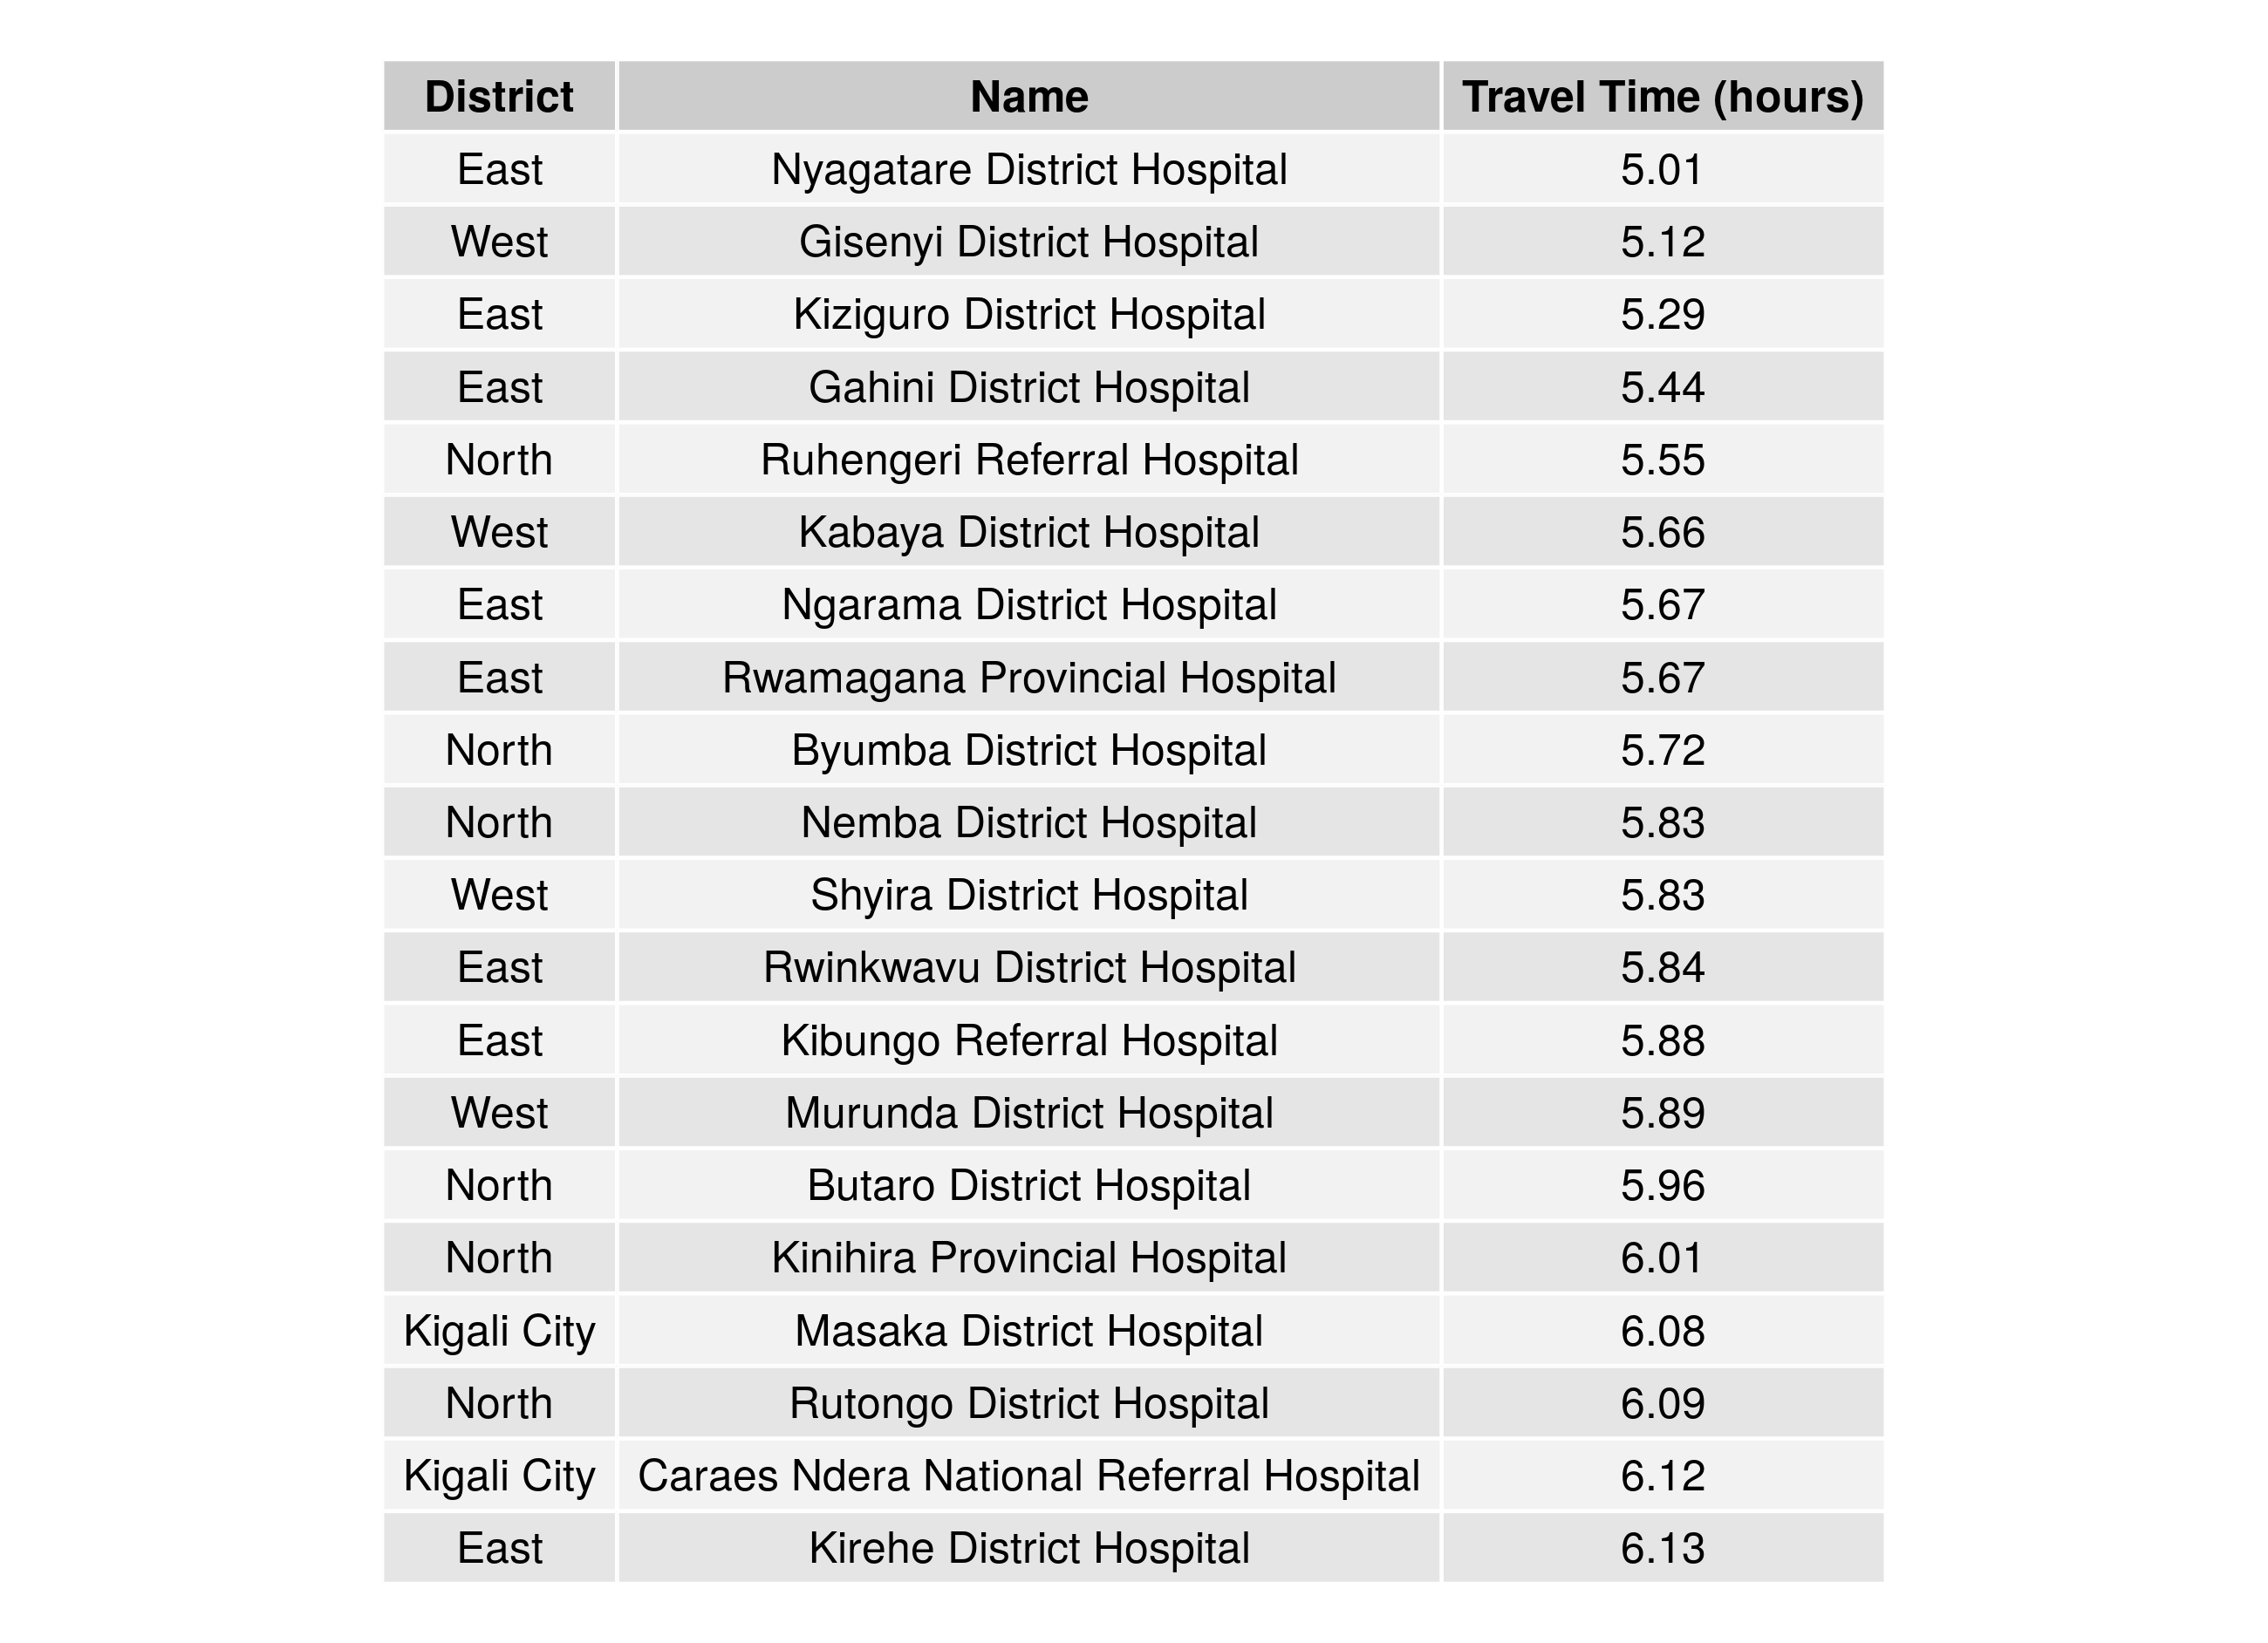 District Name Travel Time (hours)
East Nyagatare District Hospital 5.01
West Gisenyi District Hospital 5.12
East Kiziguro District Hospital 5.29
East Gahini District Hospital 5.44
North Ruhengeri Referral Hospital 5.55
West Kabaya District Hospital 5.66
East Ngarama District Hospital 5.67
East Rwamagana Provincial Hospital 5.67
North Byumba District Hospital 5.72
North Nemba District Hospital 5.83
West Shyira District Hospital 5.83
East Rwinkwavu District Hospital 5.84
East Kibungo Referral Hospital 5.88
West Murunda District Hospital 5.89
North Butaro District Hospital 5.96
North Kinihira Provincial Hospital 6.01
Kigali City Masaka District Hospital 6.08
North Rutongo District Hospital 6.09
Kigali City Caraes Ndera National Referral Hospital 6.12
East Kirehe District Hospital 6.13